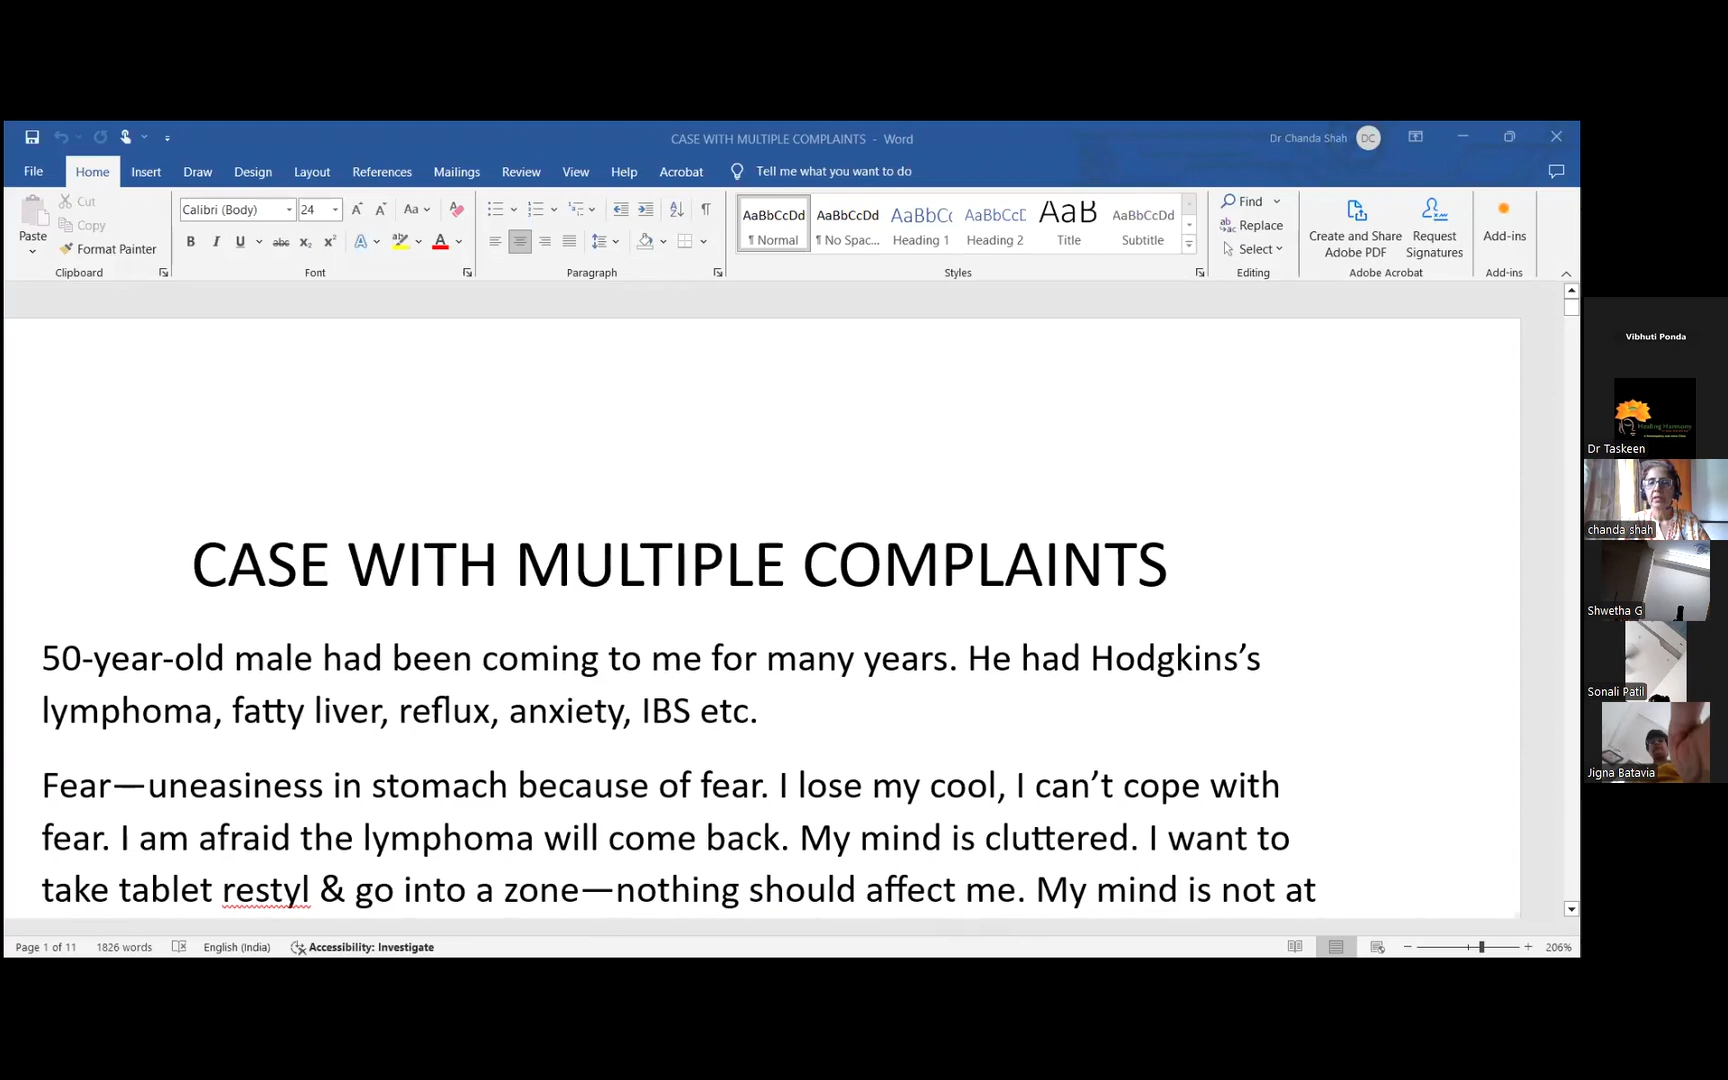 CASE WITH MULTIPLE COMPLAINTS - Word
Dr Chanda Shah DC
File Home Insert Draw Design Layout References Mailings Review View Help Acrobat Tell me what you want to do
Paste
Cut
Copy
Format Painter
Clipboard
Calibri (Body) 24
Aa
B I U abc x₂ x² A A
Font
Paragraph
AaBbCcDd AaBbCcDd AaBbCc AaBbCcD AaB AaBbCcDd
¶ Normal ¶ No Spac... Heading 1 Heading 2 Title Subtitle
Styles
Find
Replace
Select
Editing
Create and Share Adobe PDF
Request Signatures
Adobe Acrobat
Add-ins
Add-ins
CASE WITH MULTIPLE COMPLAINTS
50-year-old male had been coming to me for many years. He had Hodgkins’s
lymphoma, fatty liver, reflux, anxiety, IBS etc.
Fear—uneasiness in stomach because of fear. I lose my cool, I can’t cope with
fear. I am afraid the lymphoma will come back. My mind is cluttered. I want to
take tablet restyl & go into a zone—nothing should affect me. My mind is not at
Page 1 of 11 1826 words English (India) Accessibility: Investigate 206%
Vibhuti Ponda
Healing Harmony
Dr Taskeen
chanda shah
Shwetha G
Sonali Patil
Jigna Batavia